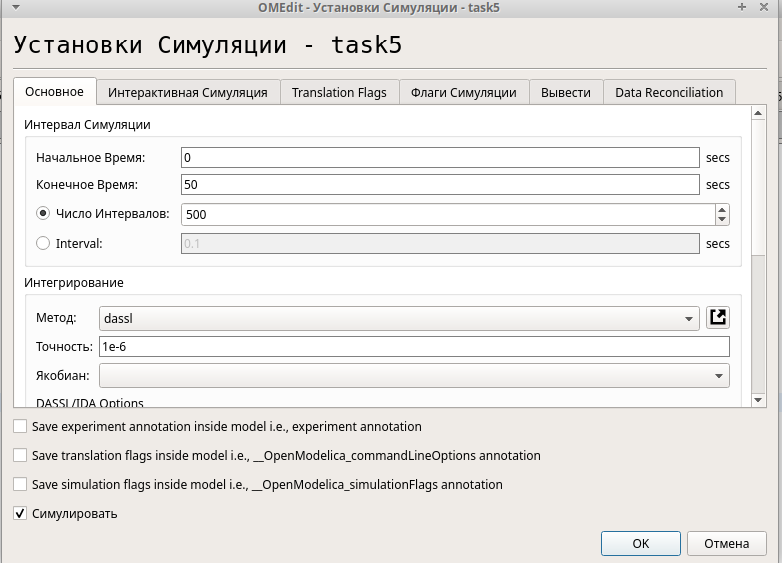 OMEdit - Установки Симуляции - task5
Установки Симуляции - task5
Основное Интерактивная Симуляция Translation Flags Флаги Симуляции Вывести Data Reconciliation
Интервал Симуляции
Начальное Время: 0 secs
Конечное Время: 50 secs
Число Интервалов: 500
Interval: 0.1 secs
Интегрирование
Метод: dassl
Точность: 1e-6
Якобиан:
DASSL/IDA Options
Save experiment annotation inside model i.e., experiment annotation
Save translation flags inside model i.e., __OpenModelica_commandLineOptions annotation
Save simulation flags inside model i.e., __OpenModelica_simulationFlags annotation
Симулировать
OK Отмена